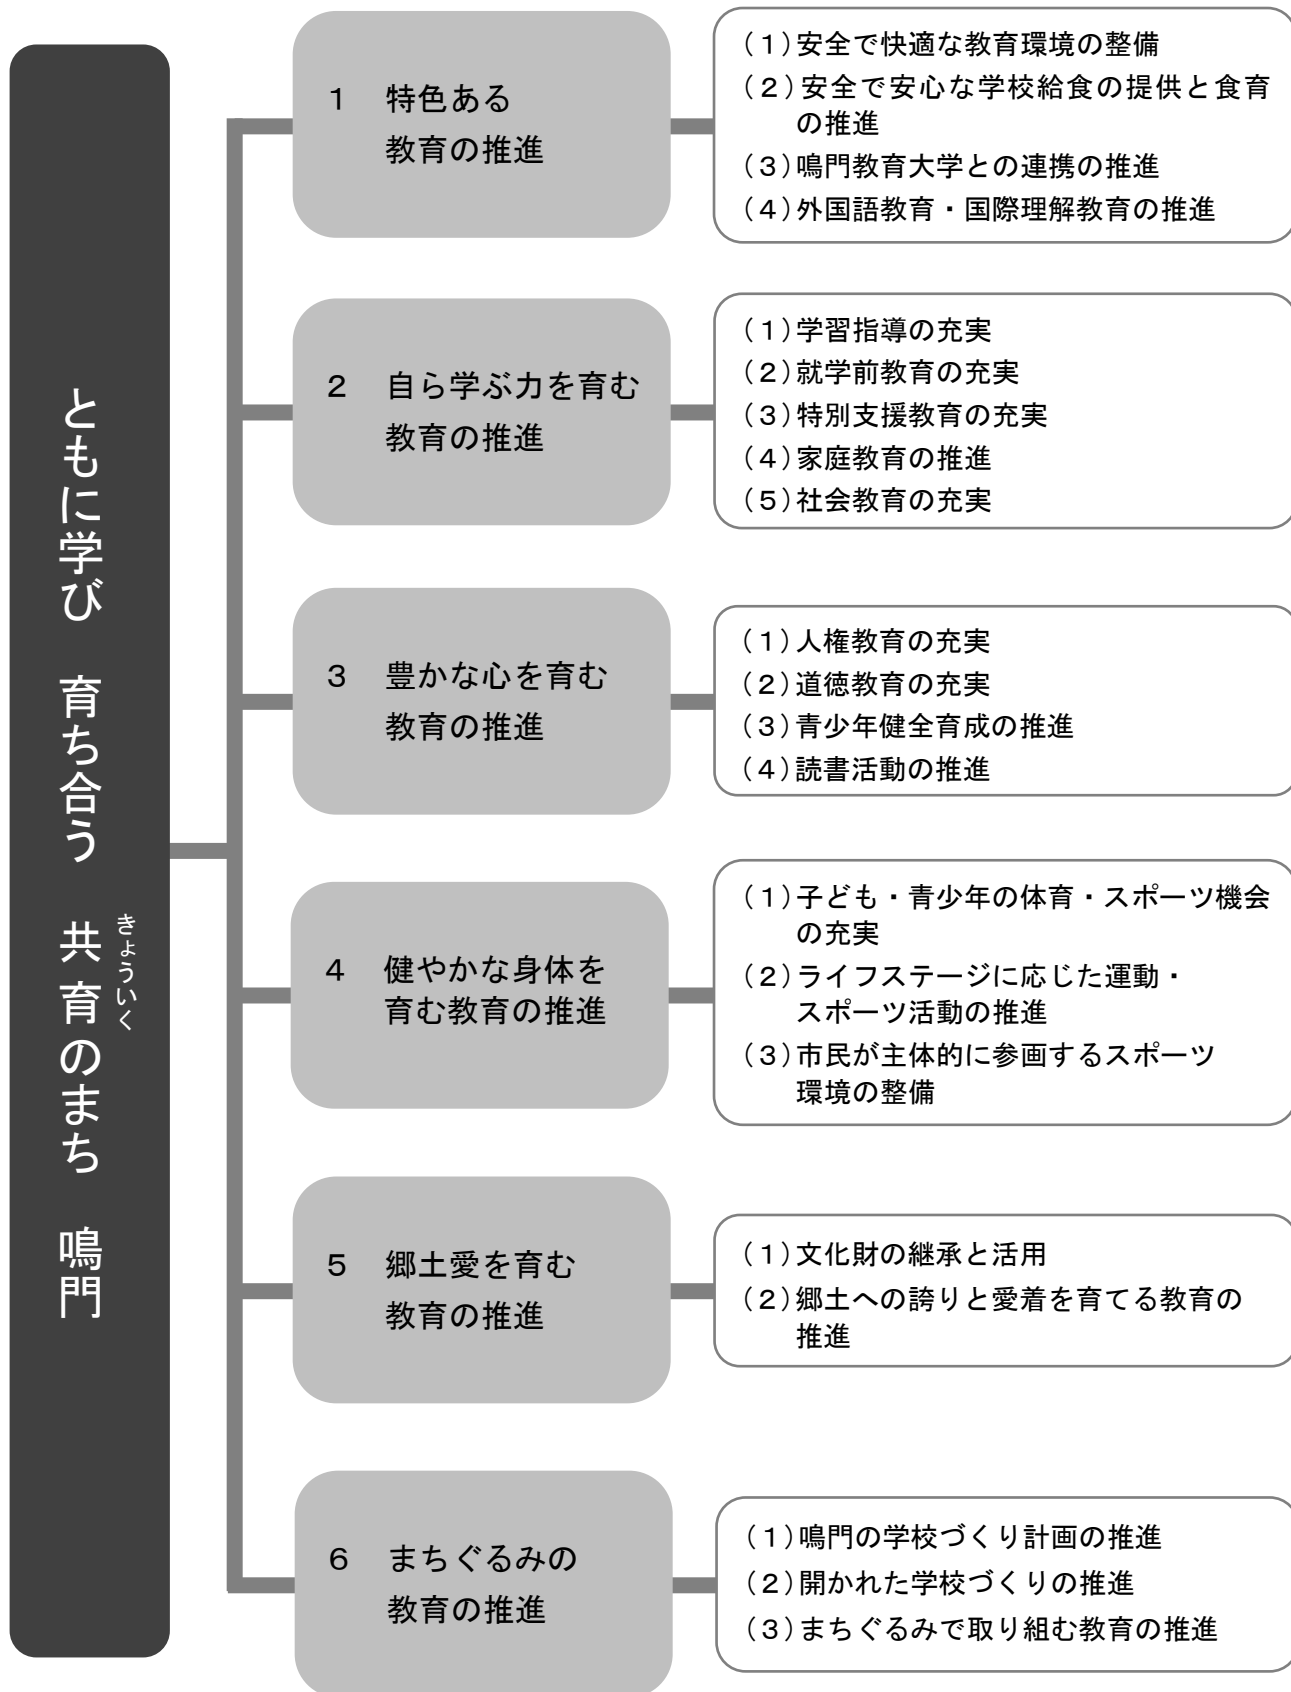 ともに学び　育ち合う　共育のまち　鳴門
きょういく
１　特色ある
教育の推進
（１）安全で快適な教育環境の整備
（２）安全で安心な学校給食の提供と食育
の推進
（３）鳴門教育大学との連携の推進
（４）外国語教育・国際理解教育の推進
２　自ら学ぶ力を育む
教育の推進
（１）学習指導の充実
（２）就学前教育の充実
（３）特別支援教育の充実
（４）家庭教育の推進
（５）社会教育の充実
３　豊かな心を育む
教育の推進
（１）人権教育の充実
（２）道徳教育の充実
（３）青少年健全育成の推進
（４）読書活動の推進
４　健やかな身体を
育む教育の推進
（１）子ども・青少年の体育・スポーツ機会
の充実
（２）ライフステージに応じた運動・
スポーツ活動の推進
（３）市民が主体的に参画するスポーツ
環境の整備
５　郷土愛を育む
教育の推進
（１）文化財の継承と活用
（２）郷土への誇りと愛着を育てる教育の
推進
６　まちぐるみの
教育の推進
（１）鳴門の学校づくり計画の推進
（２）開かれた学校づくりの推進
（３）まちぐるみで取り組む教育の推進